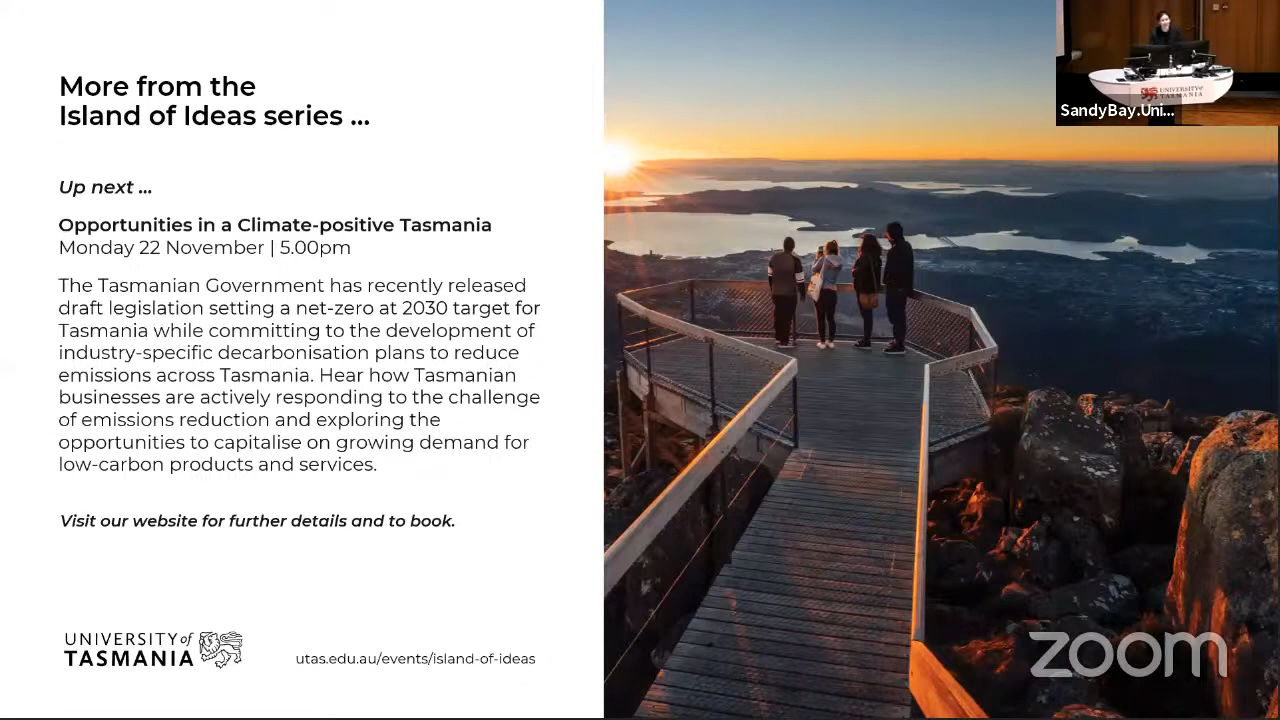 More from the
Island of Ideas series ...
Up next ...
Opportunities in a Climate-positive Tasmania
Monday 22 November | 5.00pm
The Tasmanian Government has recently released
draft legislation setting a net-zero at 2030 target for
Tasmania while committing to the development of
industry-specific decarbonisation plans to reduce
emissions across Tasmania. Hear how Tasmanian
businesses are actively responding to the challenge
of emissions reduction and exploring the
opportunities to capitalise on growing demand for
low-carbon products and services.
Visit our website for further details and to book.
UNIVERSITY of
TASMANIA
utas.edu.au/events/island-of-ideas
UNIVERSITY of
TASMANIA
SandyBay.Uni...
zoom